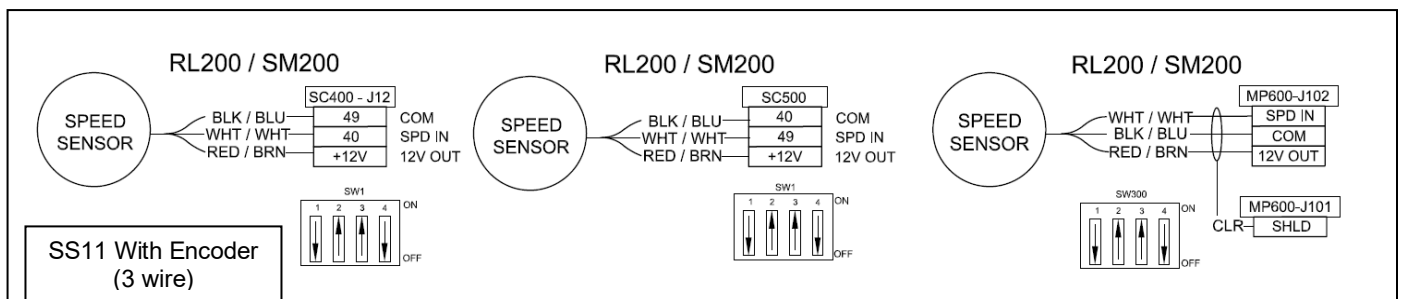 RL200 / SM200
SPEED
SENSOR
SC400 - J12
BLK / BLU 49 COM
WHT / WHT 40 SPD IN
RED / BRN +12V 12V OUT
SW1
1 2 3 4 ON
OFF
RL200 / SM200
SPEED
SENSOR
SC500
BLK / BLU 40 COM
WHT / WHT 49 SPD IN
RED / BRN +12V 12V OUT
SW1
1 2 3 4 ON
OFF
RL200 / SM200
SPEED
SENSOR
MP600-J102
WHT / WHT SPD IN
BLK / BLU COM
RED / BRN 12V OUT
SW300
1 2 3 4 ON
OFF
MP600-J101
CLR SHLD
SS11 With Encoder
(3 wire)